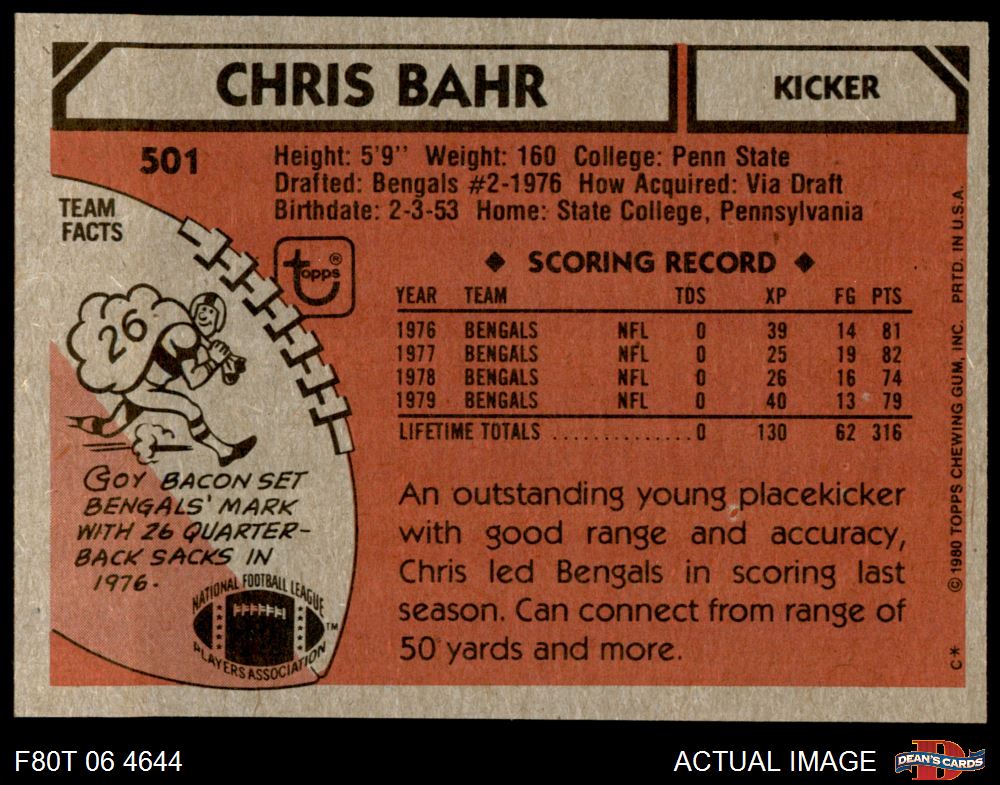 CHRIS BAHR
KICKER
501
Height: 5'9" Weight: 160 College: Penn State
Drafted: Bengals #2-1976 How Acquired: Via Draft
Birthdate: 2-3-53 Home: State College, Pennsylvania
TEAM
FACTS
topps®
26
COY BACON SET
BENGALS' MARK
WITH 26 QUARTER-
BACK SACKS IN
1976.
NATIONAL FOOTBALL LEAGUE
PLAYERS ASSOCIATION
TM
◆ SCORING RECORD ◆
YEAR TEAM TDS XP FG PTS
1976 BENGALS NFL 0 39 14 81
1977 BENGALS NFL 0 25 19 82
1978 BENGALS NFL 0 26 16 74
1979 BENGALS NFL 0 40 13 79
LIFETIME TOTALS ............. 0 130 62 316
An outstanding young placekicker
with good range and accuracy,
Chris led Bengals in scoring last
season. Can connect from range of
50 yards and more.
C* © 1980 TOPPS CHEWING GUM, INC. PRTD. IN U.S.A.
F80T 06 4644
ACTUAL IMAGE
D
DEAN'S CARDS